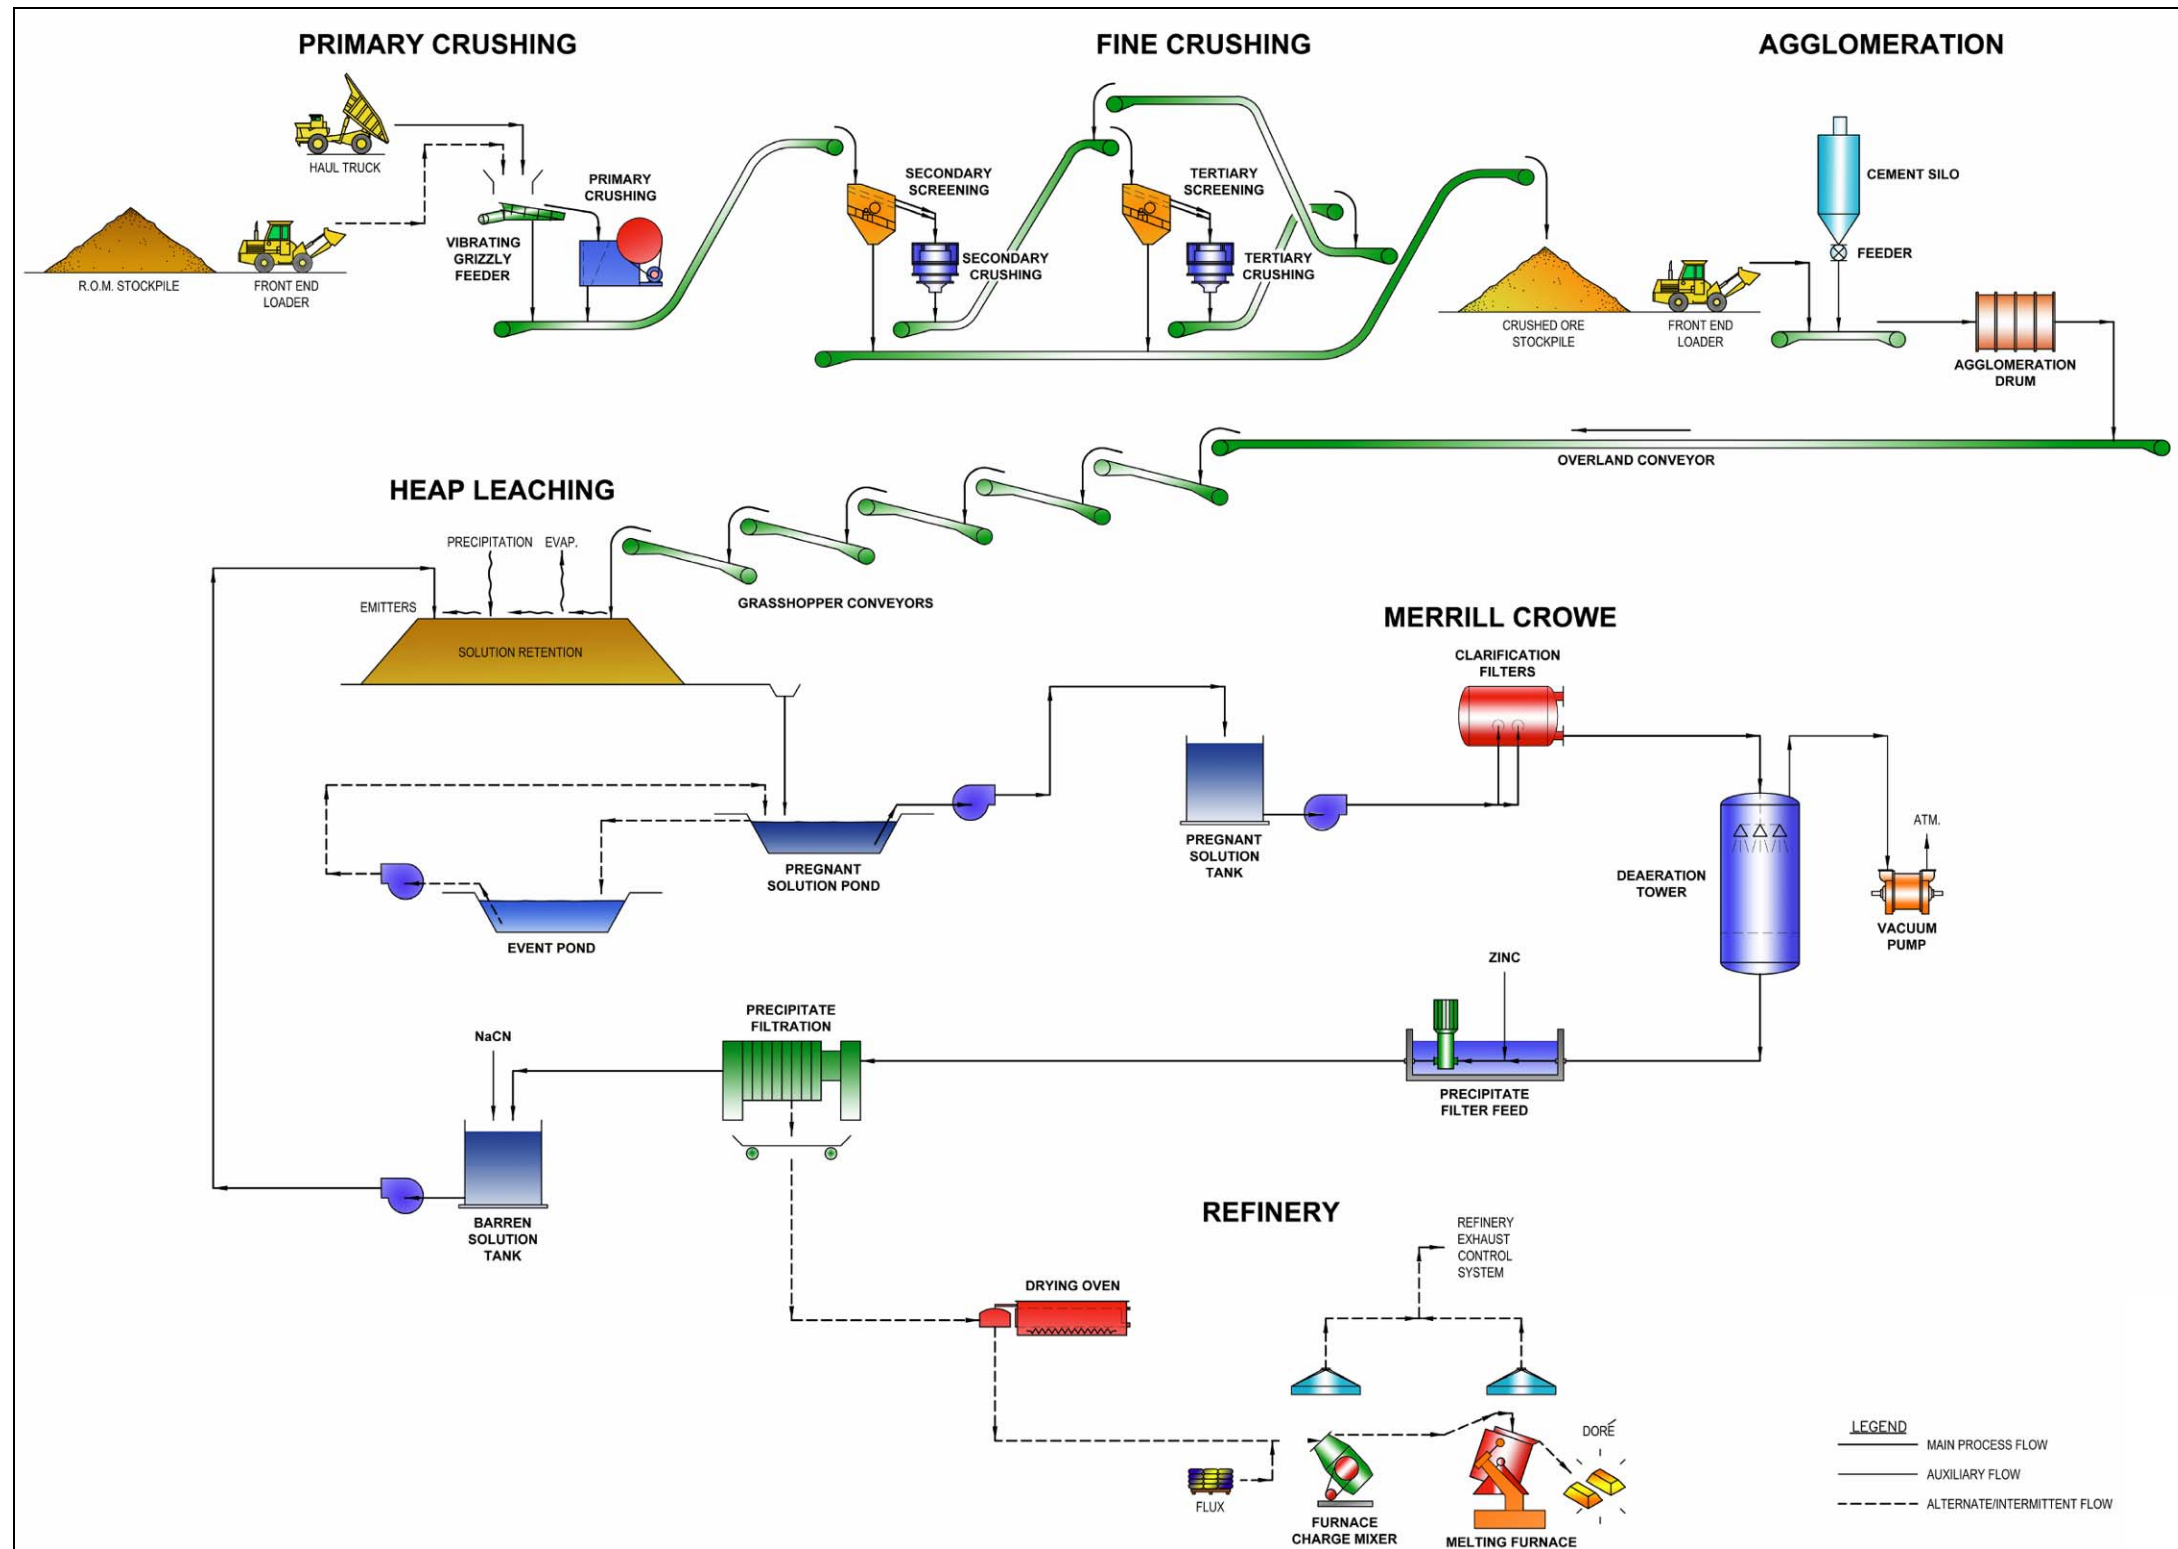 PRIMARY CRUSHING
FINE CRUSHING
AGGLOMERATION
HAUL TRUCK
R.O.M. STOCKPILE
FRONT END
LOADER
VIBRATING
GRIZZLY
FEEDER
PRIMARY
CRUSHING
SECONDARY
SCREENING
SECONDARY
CRUSHING
TERTIARY
SCREENING
TERTIARY
CRUSHING
CRUSHED ORE
STOCKPILE
FRONT END
LOADER
CEMENT SILO
FEEDER
AGGLOMERATION
DRUM
OVERLAND CONVEYOR
HEAP LEACHING
PRECIPITATION
EVAP.
EMITTERS
SOLUTION RETENTION
GRASSHOPPER CONVEYORS
MERRILL CROWE
CLARIFICATION
FILTERS
PREGNANT
SOLUTION POND
EVENT POND
PREGNANT
SOLUTION
TANK
DEAERATION
TOWER
ATM.
VACUUM
PUMP
ZINC
PRECIPITATE
FILTER FEED
PRECIPITATE
FILTRATION
NaCN
BARREN
SOLUTION
TANK
REFINERY
REFINERY
EXHAUST
CONTROL
SYSTEM
DRYING OVEN
FLUX
FURNACE
CHARGE MIXER
MELTING FURNACE
DORÉ
LEGEND
MAIN PROCESS FLOW
AUXILIARY FLOW
ALTERNATE/INTERMITTENT FLOW